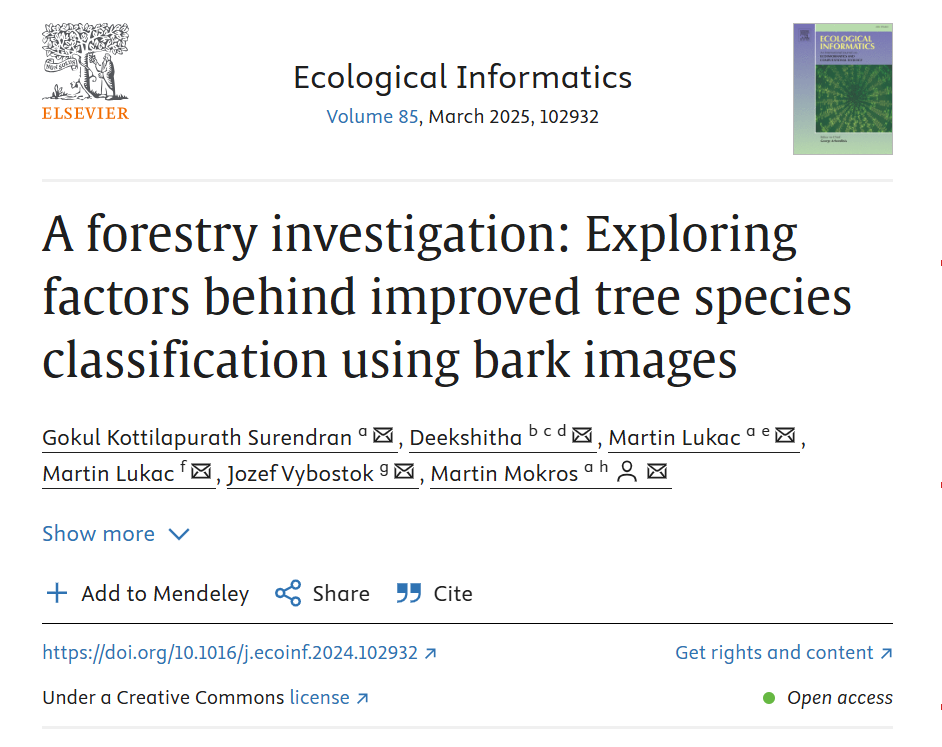 ELSEVIER
Ecological Informatics
Volume 85, March 2025, 102932
ECOLOGICAL
INFORMATICS
A forestry investigation: Exploring
factors behind improved tree species
classification using bark images
Gokul Kottilapurath Surendran a, Deekshitha b c d, Martin Lukac a e,
Martin Lukac f, Jozef Vybostok g, Martin Mokros a h
Show more
Add to Mendeley Share Cite
https://doi.org/10.1016/j.ecoinf.2024.102932
Get rights and content
Under a Creative Commons license
Open access